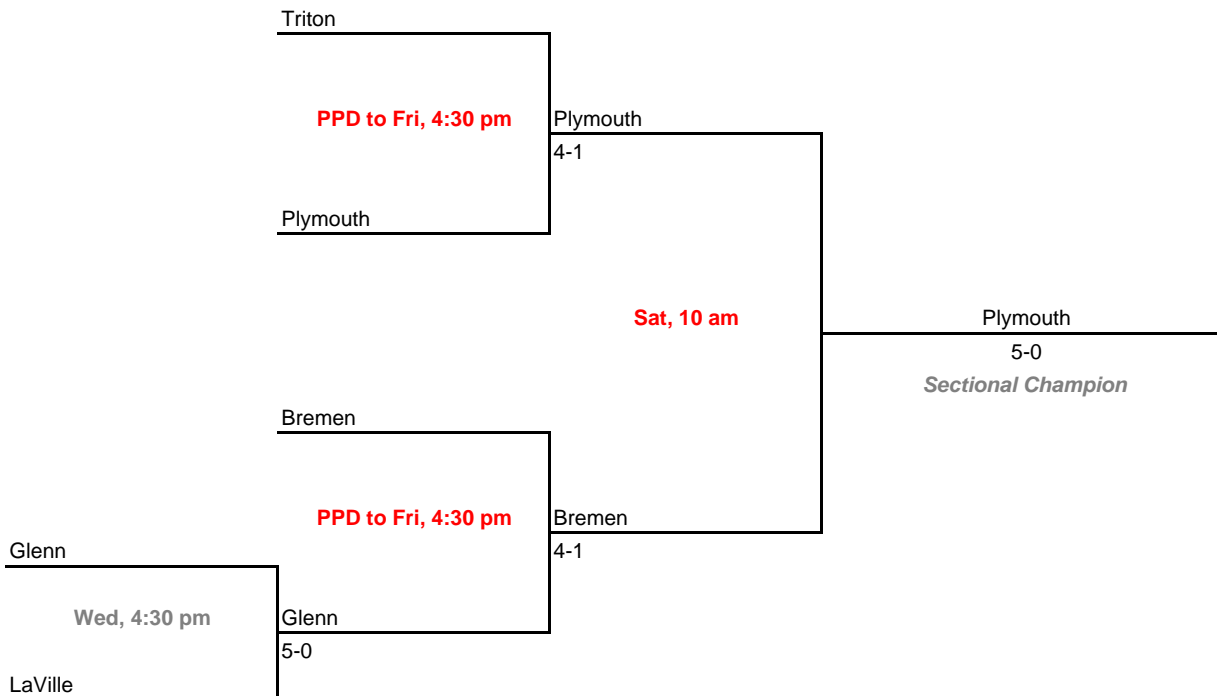 Triton
PPD to Fri, 4:30 pm
Plymouth
4-1
Plymouth
Sat, 10 am
Plymouth
5-0
Sectional Champion
Bremen
PPD to Fri, 4:30 pm
Bremen
4-1
Glenn
Wed, 4:30 pm
Glenn
5-0
LaVille